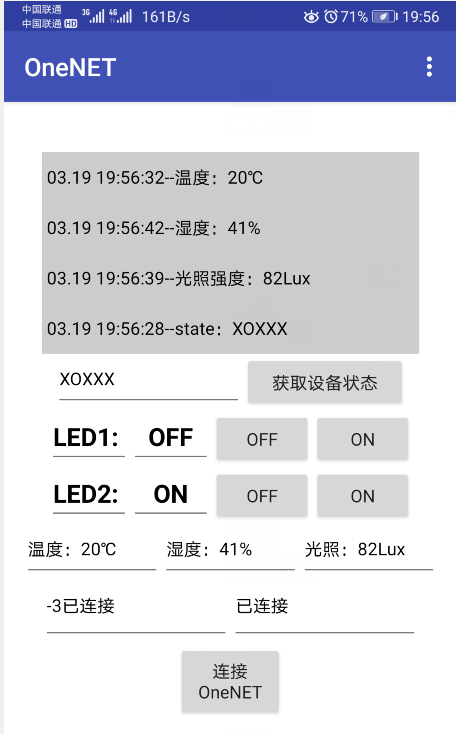 中国联通 3G 4G 161B/s 71% 19:56
中国联通 HD
OneNET
03.19 19:56:32--温度：20℃
03.19 19:56:42--湿度：41%
03.19 19:56:39--光照强度：82Lux
03.19 19:56:28--state：XOXXX
XOXXX 获取设备状态
LED1: OFF OFF ON
LED2: ON OFF ON
温度：20℃ 湿度：41% 光照：82Lux
-3已连接 已连接
连接
OneNET